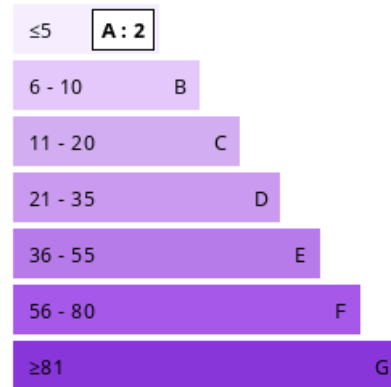 ≤5 A : 2
6 - 10 B
11 - 20 C
21 - 35 D
36 - 55 E
56 - 80 F
≥81 G